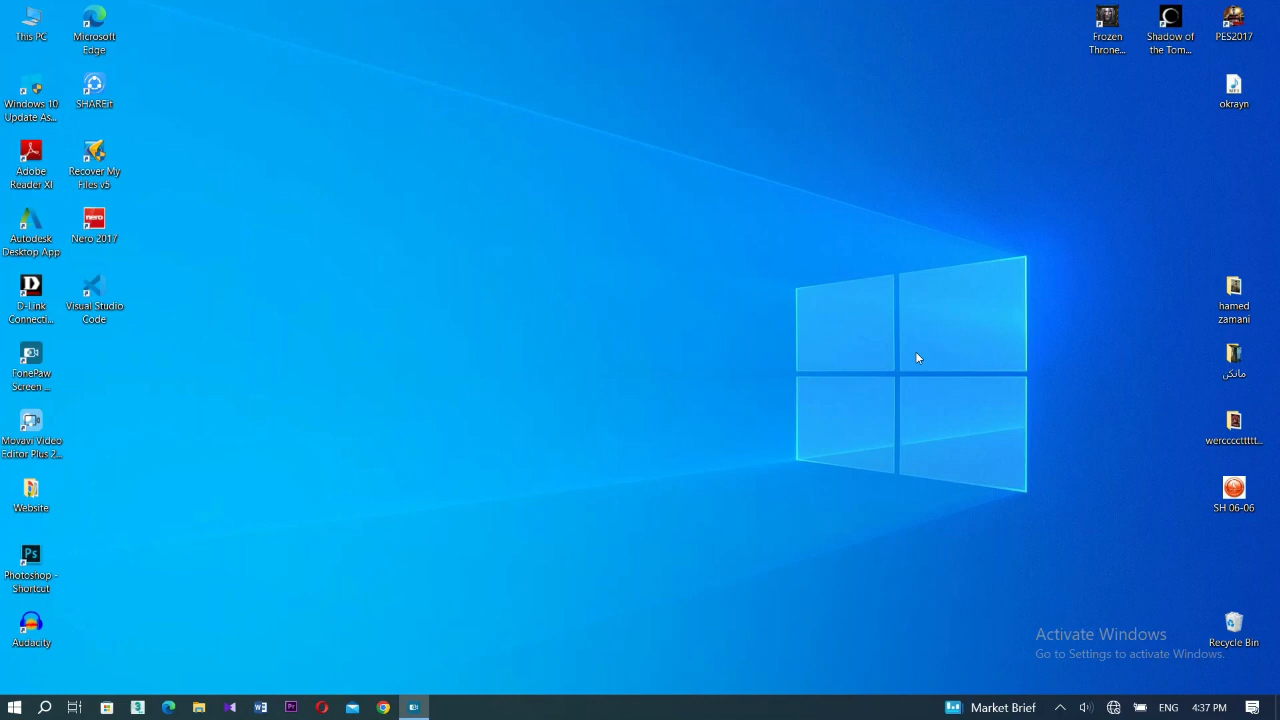 This PC
Microsoft
Edge
Windows 10
Update As...
SHAREit
Adobe
Reader XI
Recover My
Files v5
Autodesk
Desktop App
nero
Nero 2017
D-Link
Connecti...
Visual Studio
Code
FonePaw
Screen ...
Movavi Video
Editor Plus 2...
Website
Ps
Photoshop -
Shortcut
Audacity
Frozen
Throne...
Shadow of
the Tom...
PES2017
okrayn
hamed
zamani
مانکن
SH 06-06
Recycle Bin
Activate Windows
Go to Settings to activate Windows.
Market Brief
ENG
4:37 PM